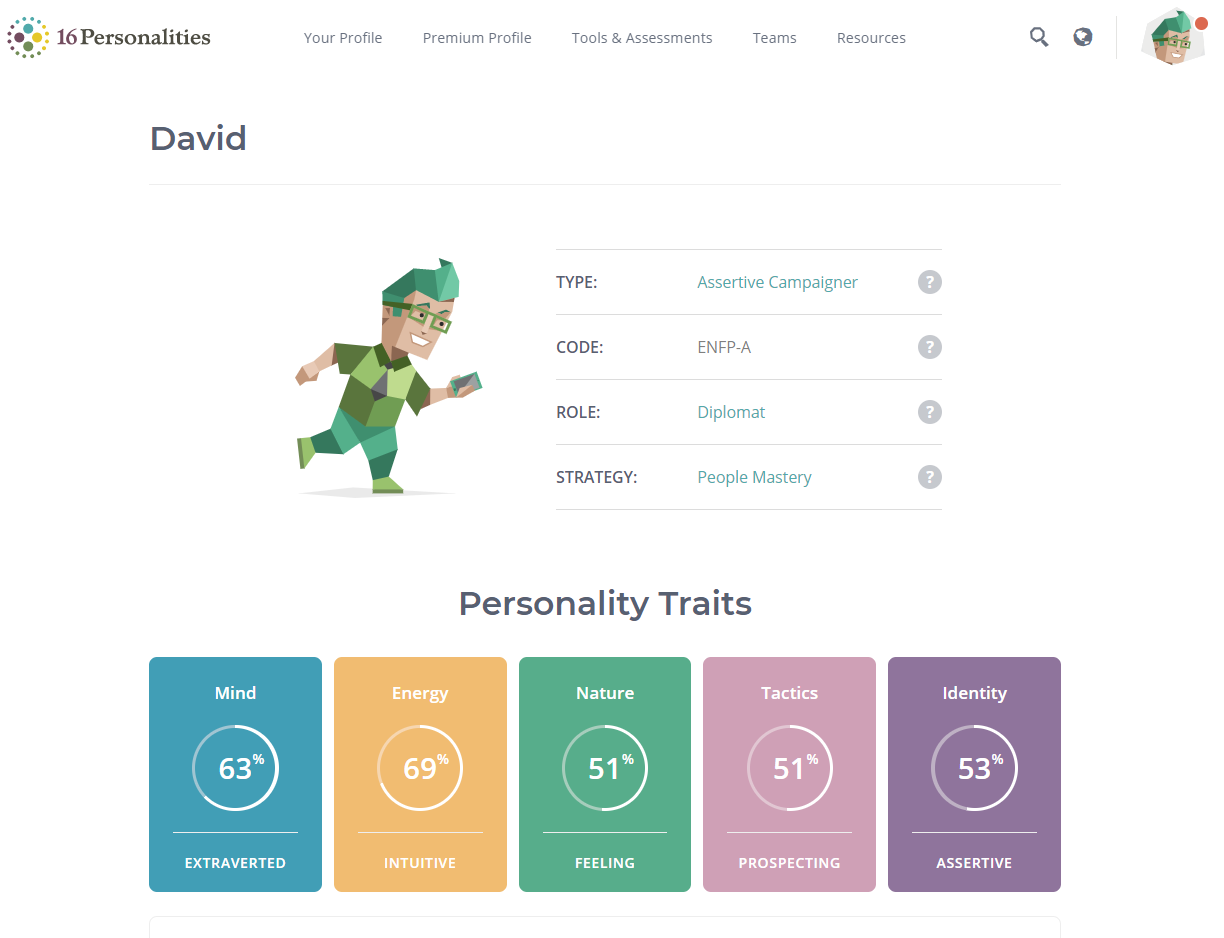 16Personalities
Your Profile
Premium Profile
Tools & Assessments
Teams
Resources
David
TYPE: Assertive Campaigner ?
CODE: ENFP-A ?
ROLE: Diplomat ?
STRATEGY: People Mastery ?
Personality Traits
Mind
63%
EXTRAVERTED
Energy
69%
INTUITIVE
Nature
51%
FEELING
Tactics
51%
PROSPECTING
Identity
53%
ASSERTIVE